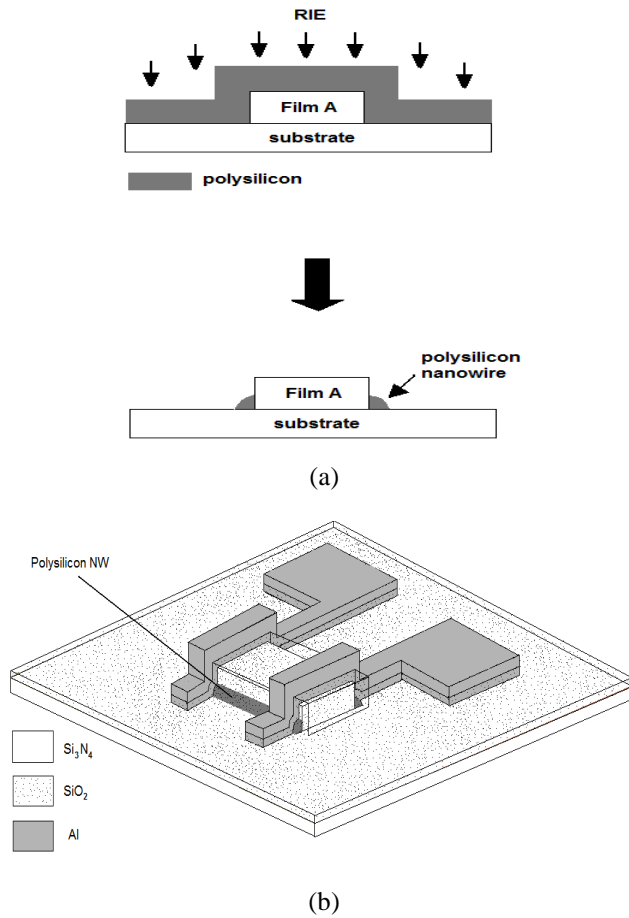 RIE
Film A
substrate
polysilicon
polysilicon
nanowire
Film A
substrate
(a)
Polysilicon NW
Si₃N₄
SiO₂
Al
(b)